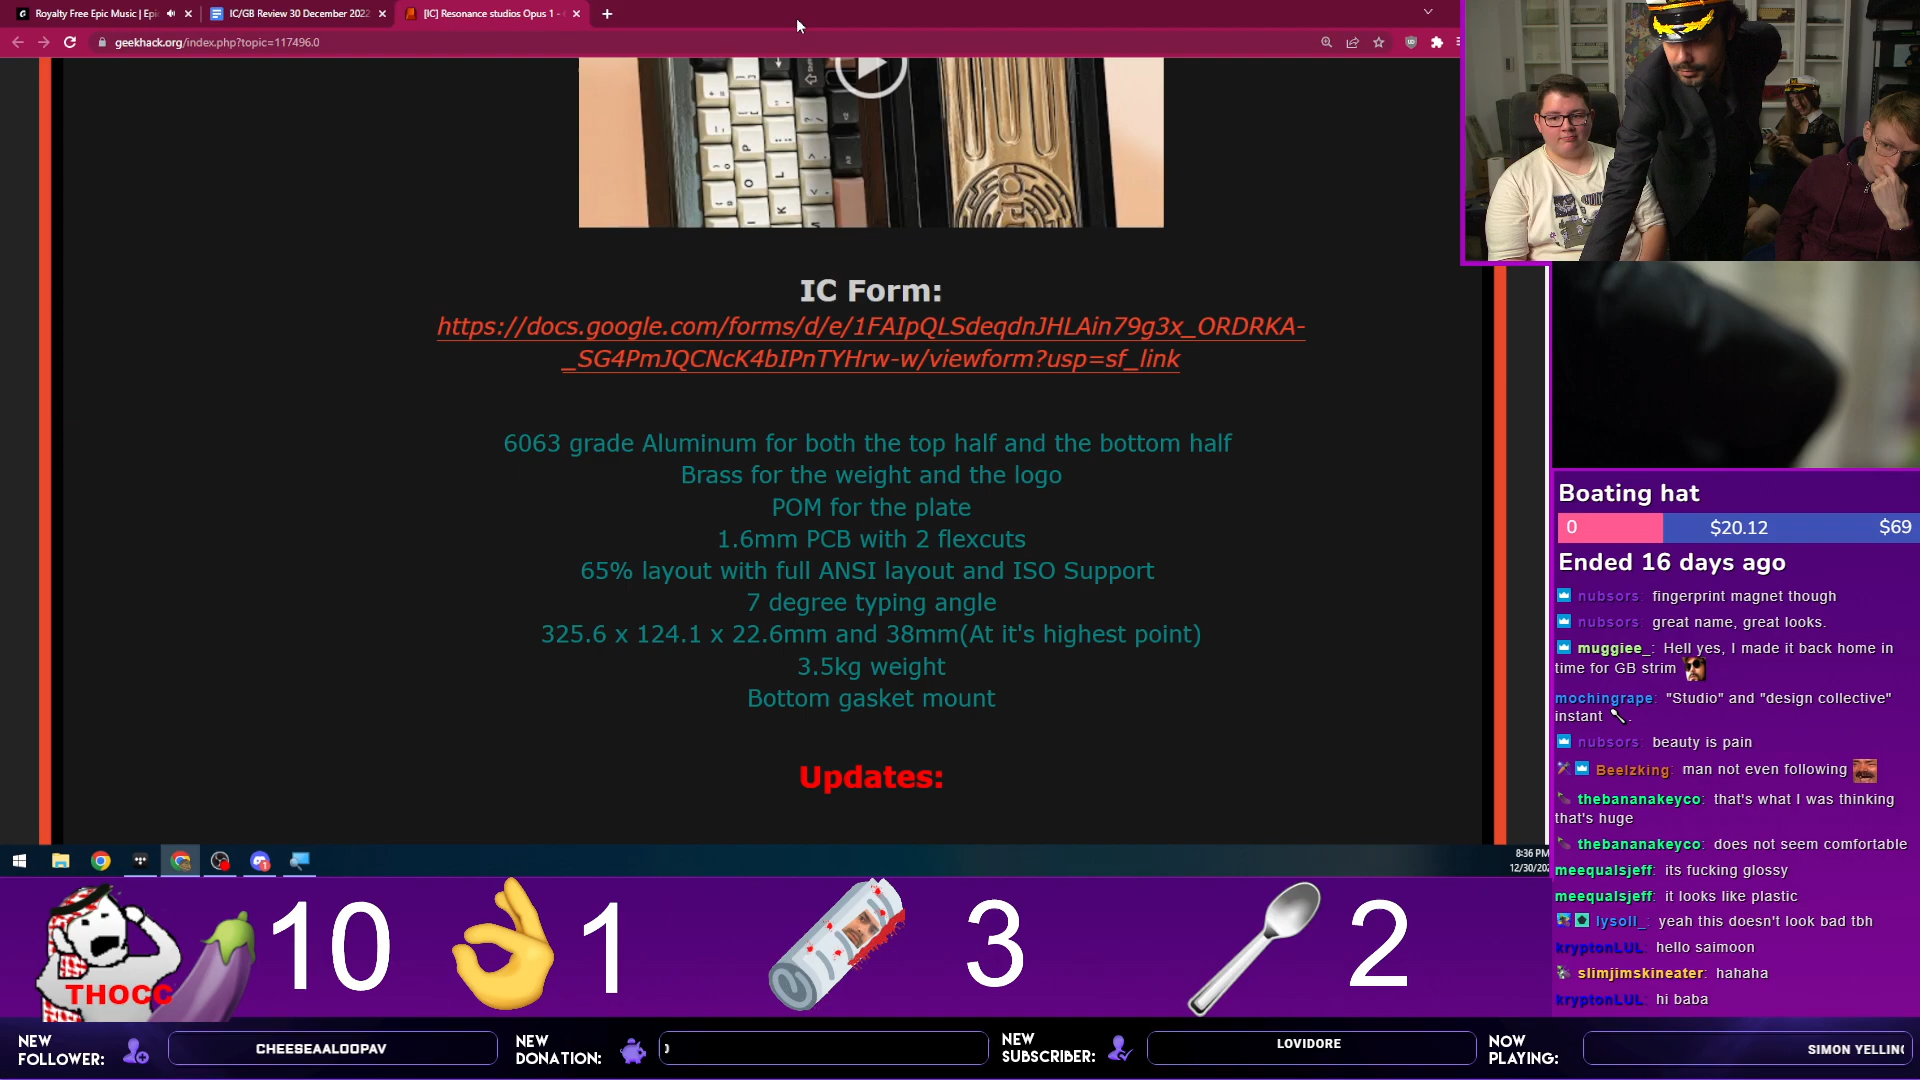 Royalty Free Epic Music | Epi
IC/GB Review 30 December 2022
[IC] Resonance studios Opus 1 -
geekhack.org/index.php?topic=117496.0
IC Form:
https://docs.google.com/forms/d/e/1FAIpQLSdeqdnJHLAin79g3x_ORDRKA-
_SG4PmJQCNcK4bIPnTYHrw-w/viewform?usp=sf_link
6063 grade Aluminum for both the top half and the bottom half
Brass for the weight and the logo
POM for the plate
1.6mm PCB with 2 flexcuts
65% layout with full ANSI layout and ISO Support
7 degree typing angle
325.6 x 124.1 x 22.6mm and 38mm(At it's highest point)
3.5kg weight
Bottom gasket mount
Updates:
8:36 PM
12/30/202
Boating hat
0 $20.12 $69
Ended 16 days ago
nubsors: fingerprint magnet though
nubsors: great name, great looks.
muggiee_: Hell yes, I made it back home in
time for GB strim
mochingrape: "Studio" and "design collective"
instant .
nubsors: beauty is pain
Beelzking: man not even following
thebananakeyco: that's what I was thinking
that's huge
thebananakeyco: does not seem comfortable
meequalsjeff: its fucking glossy
meequalsjeff: it looks like plastic
lysoll_: yeah this doesn't look bad tbh
kryptonLUL: hello saimoon
slimjimskineater: hahaha
kryptonLUL: hi baba
THOCC 10 1 3 2
NEW FOLLOWER: CHEESEAALOOPAV
NEW DONATION:
NEW SUBSCRIBER: LOVIDORE
NOW PLAYING: SIMON YELLIN